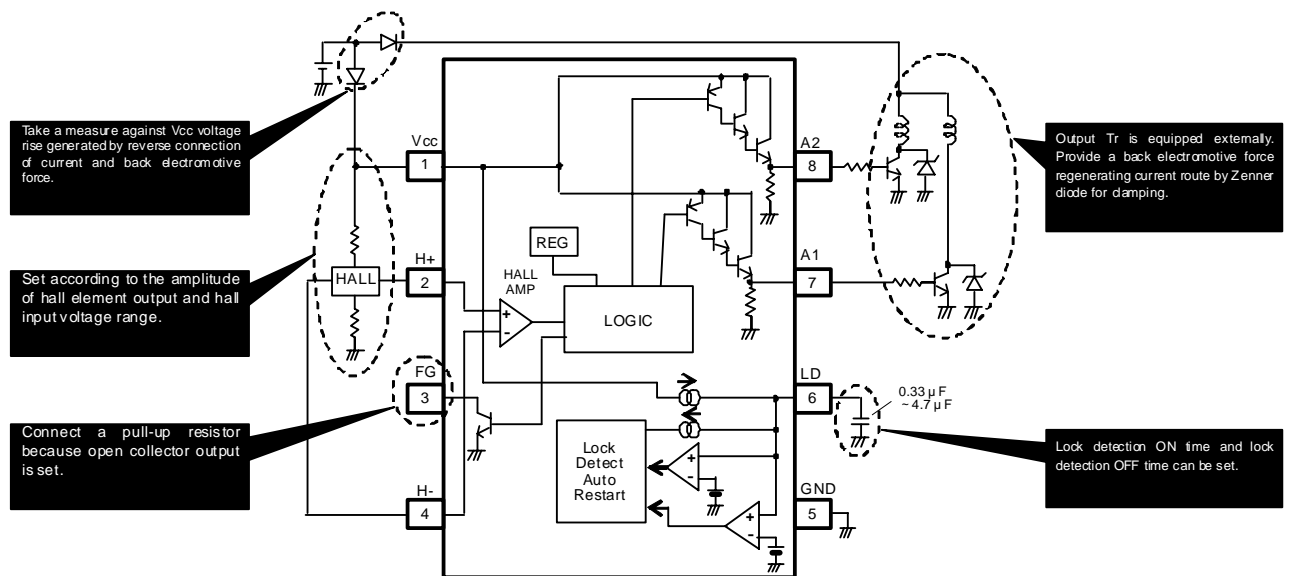 Take a measure against Vcc voltage
rise generated by reverse connection
of current and back electromotive
force.
Set according to the amplitude
of hall element output and hall
input voltage range.
Connect a pull-up resistor
because open collector output
is set.
Vcc
1
H+
2
HALL
FG
3
H-
4
REG
HALL
AMP
+
-
LOGIC
Lock
Detect
Auto
Restart
+
-
+
-
A2
8
A1
7
LD
6
GND
5
0.33 µF
~ 4.7 µF
Output Tr is equipped externally.
Provide a back electromotive force
regenerating current route by Zenner
diode for clamping.
Lock detection ON time and lock
detection OFF time can be set.